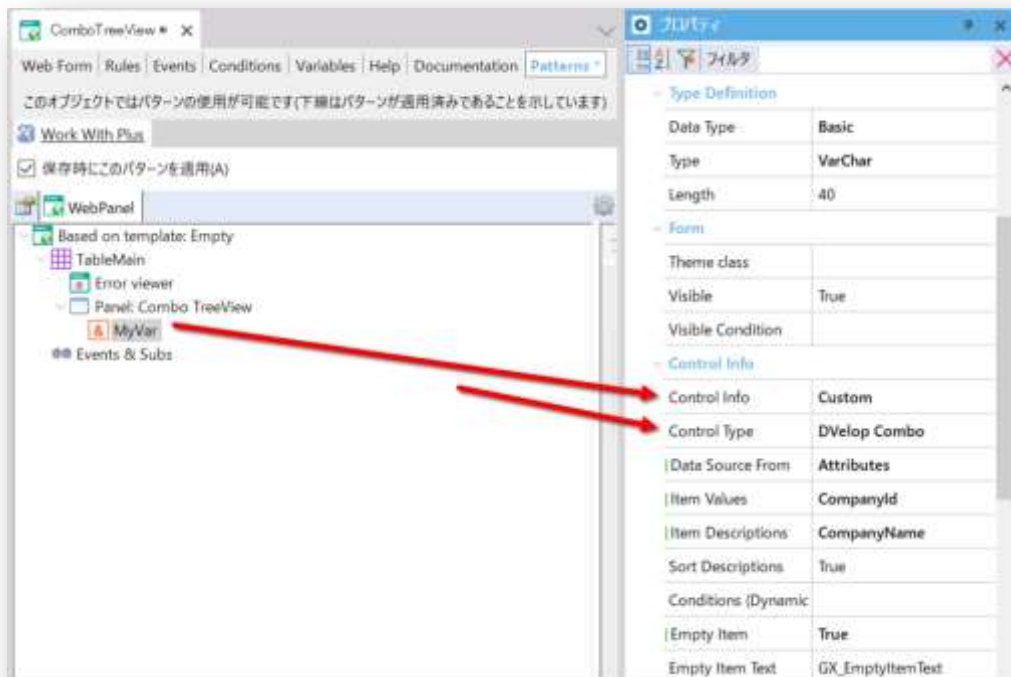 ComboTreeView *
Web Form Rules Events Conditions Variables Help Documentation Patterns *
このオブジェクトではパターンの使用が可能です(下線はパターンが適用済みであることを示しています)
Work With Plus
保存時にこのパターンを適用(A)
WebPanel
Based on template: Empty
TableMain
Error viewer
Panel: Combo TreeView
& MyVar
Events & Subs
プロパティ
フィルタ
Type Definition
Data Type Basic
Type VarChar
Length 40
Form
Theme class
Visible True
Visible Condition
Control Info
Control Info Custom
Control Type DVelop Combo
Data Source From Attributes
Item Values CompanyId
Item Descriptions CompanyName
Sort Descriptions True
Conditions (Dynamic
Empty Item True
Empty Item Text GX_EmptyItemText